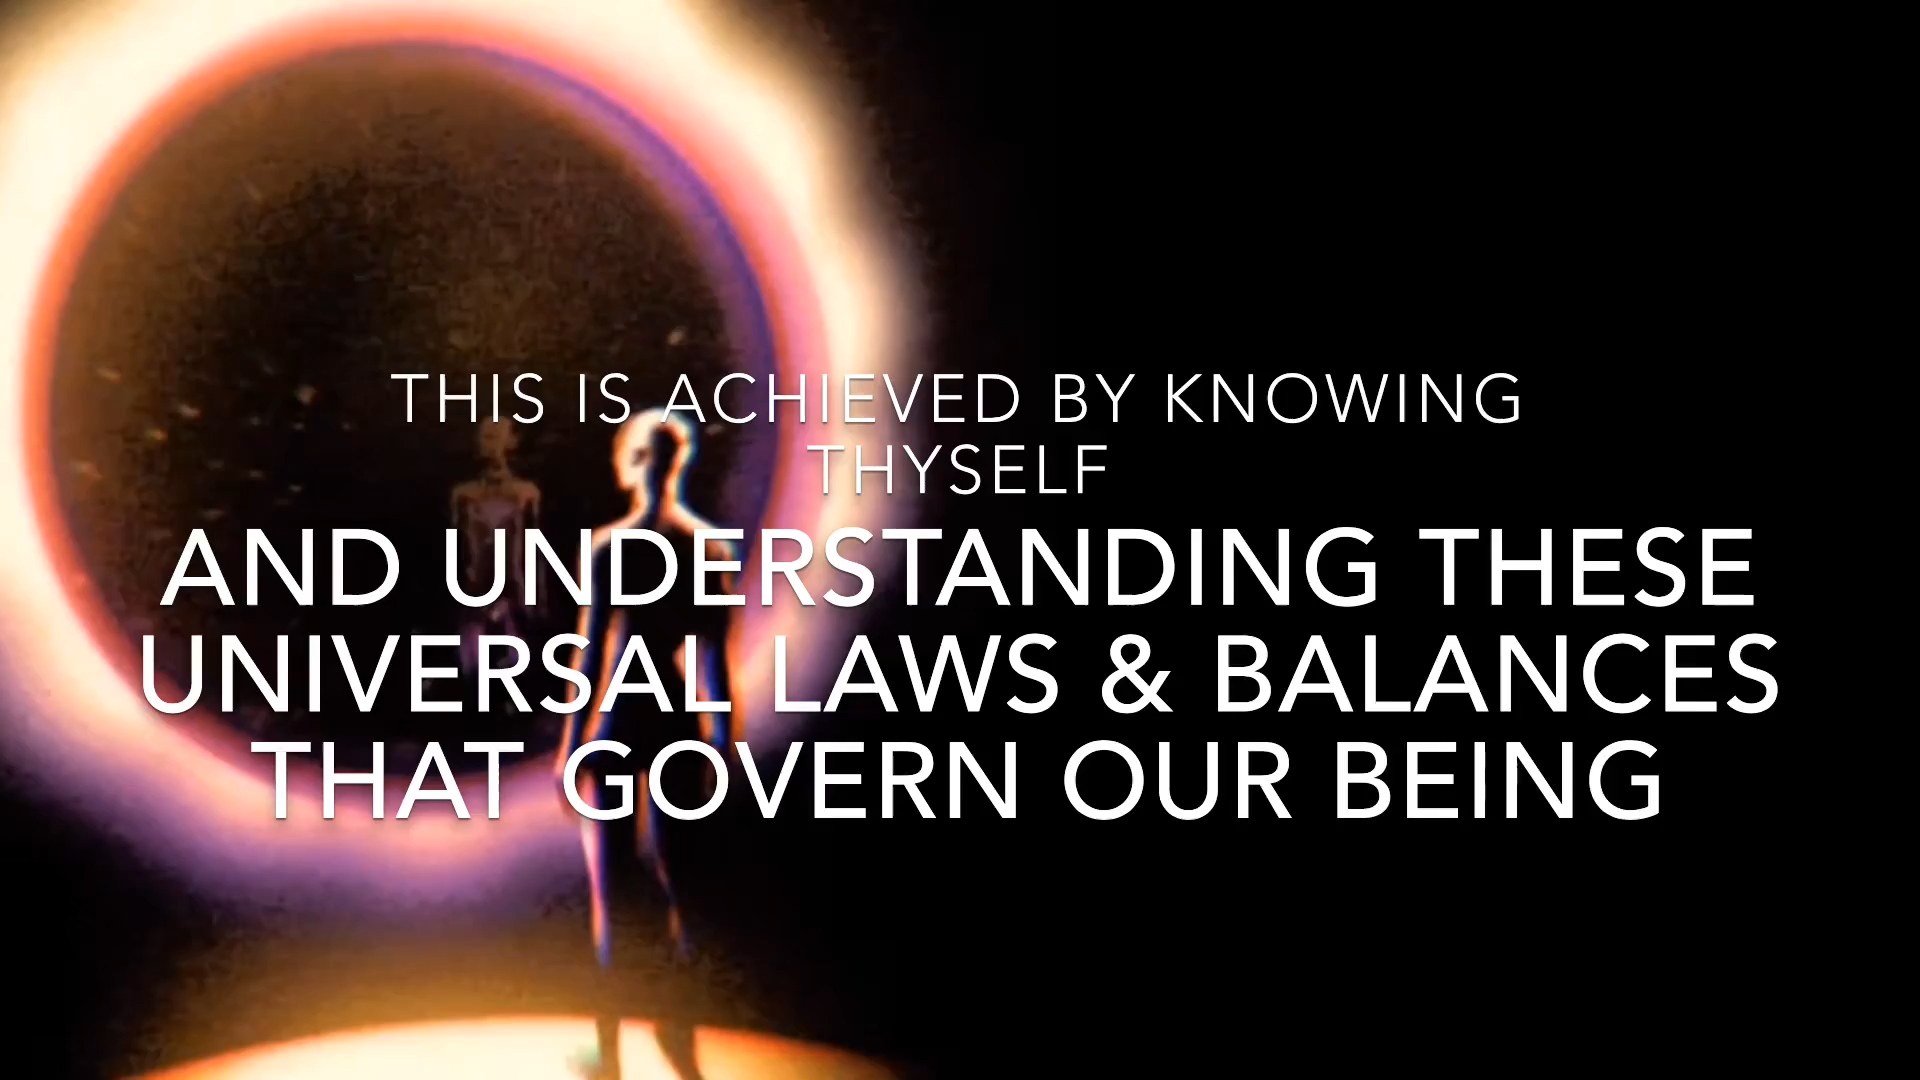 THIS IS ACHIEVED BY KNOWING
THYSELF
AND UNDERSTANDING THESE
UNIVERSAL LAWS & BALANCES
THAT GOVERN OUR BEING